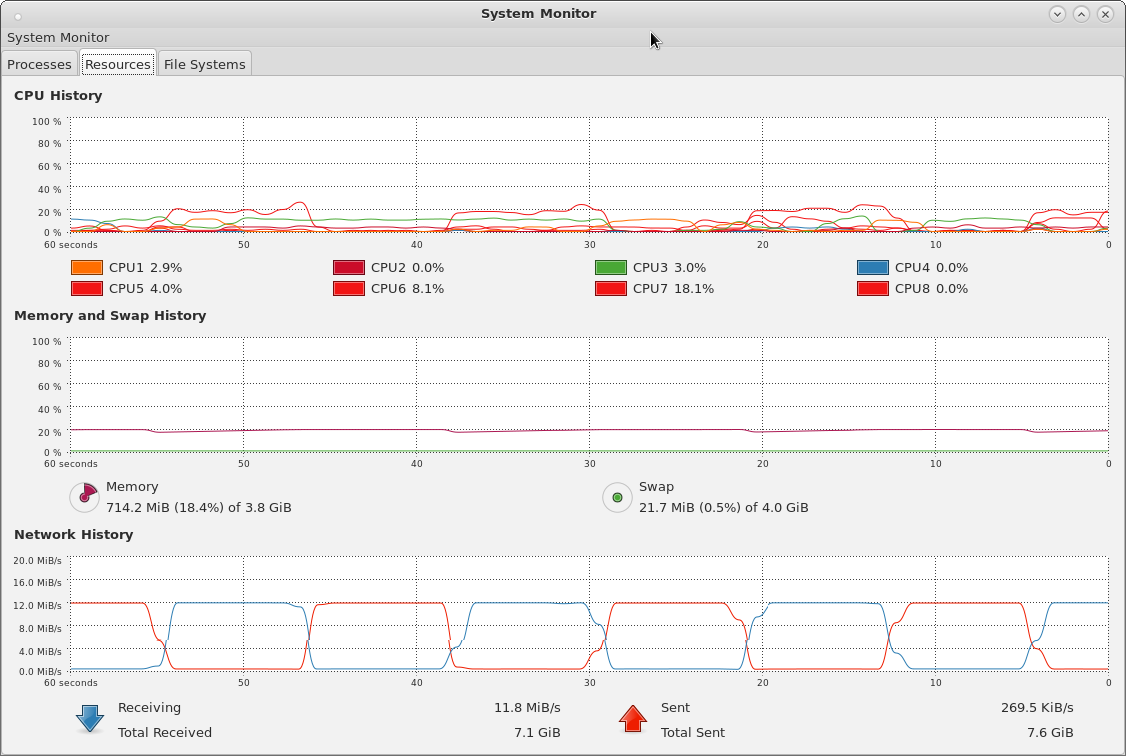 System Monitor
System Monitor
Processes Resources File Systems
CPU History
100 %
80 %
60 %
40 %
20 %
0 %
60 seconds 50 40 30 20 10 0
CPU1 2.9% CPU2 0.0% CPU3 3.0% CPU4 0.0%
CPU5 4.0% CPU6 8.1% CPU7 18.1% CPU8 0.0%
Memory and Swap History
100 %
80 %
60 %
40 %
20 %
0 %
60 seconds 50 40 30 20 10 0
Memory Swap
714.2 MiB (18.4%) of 3.8 GiB 21.7 MiB (0.5%) of 4.0 GiB
Network History
20.0 MiB/s
16.0 MiB/s
12.0 MiB/s
8.0 MiB/s
4.0 MiB/s
0.0 MiB/s
60 seconds 50 40 30 20 10 0
Receiving 11.8 MiB/s Sent 269.5 KiB/s
Total Received 7.1 GiB Total Sent 7.6 GiB